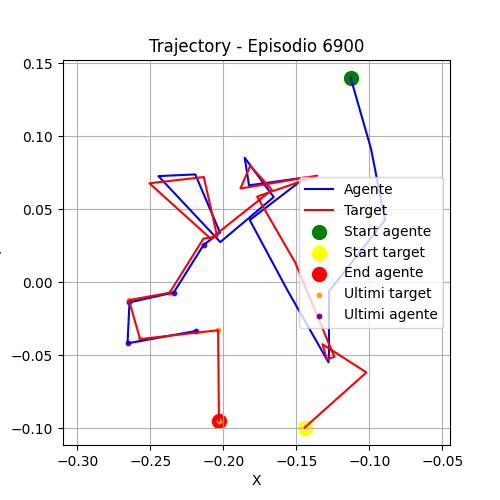 Trajectory - Episodio 6900
0.15
0.10
0.05
0.00
−0.05
−0.10
Agente
Target
Start agente
Start target
End agente
Ultimi target
Ultimi agente
−0.30 −0.25 −0.20 −0.15 −0.10 −0.05
X